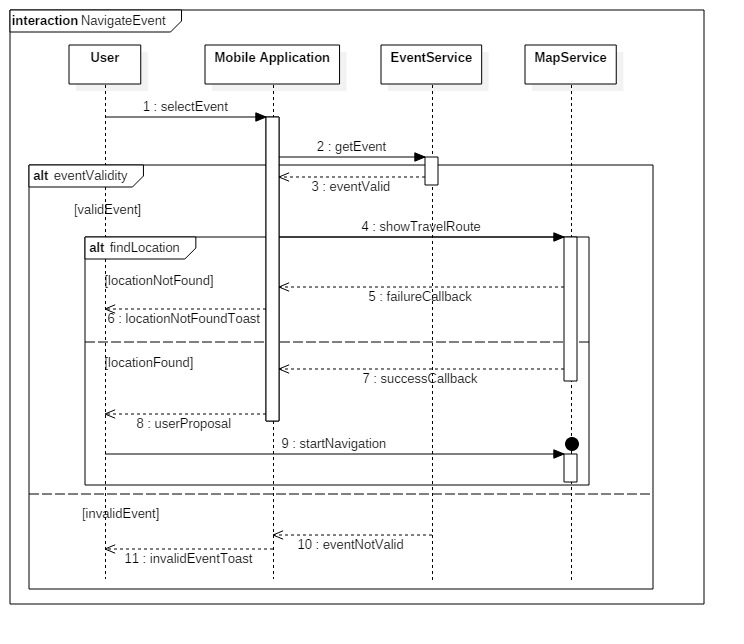 interaction NavigateEvent
User
Mobile Application
EventService
MapService
1 : selectEvent
2 : getEvent
alt eventValidity
3 : eventValid
[validEvent]
4 : showTravelRoute
alt findLocation
[locationNotFound]
5 : failureCallback
6 : locationNotFoundToast
[locationFound]
7 : successCallback
8 : userProposal
9 : startNavigation
[invalidEvent]
10 : eventNotValid
11 : invalidEventToast